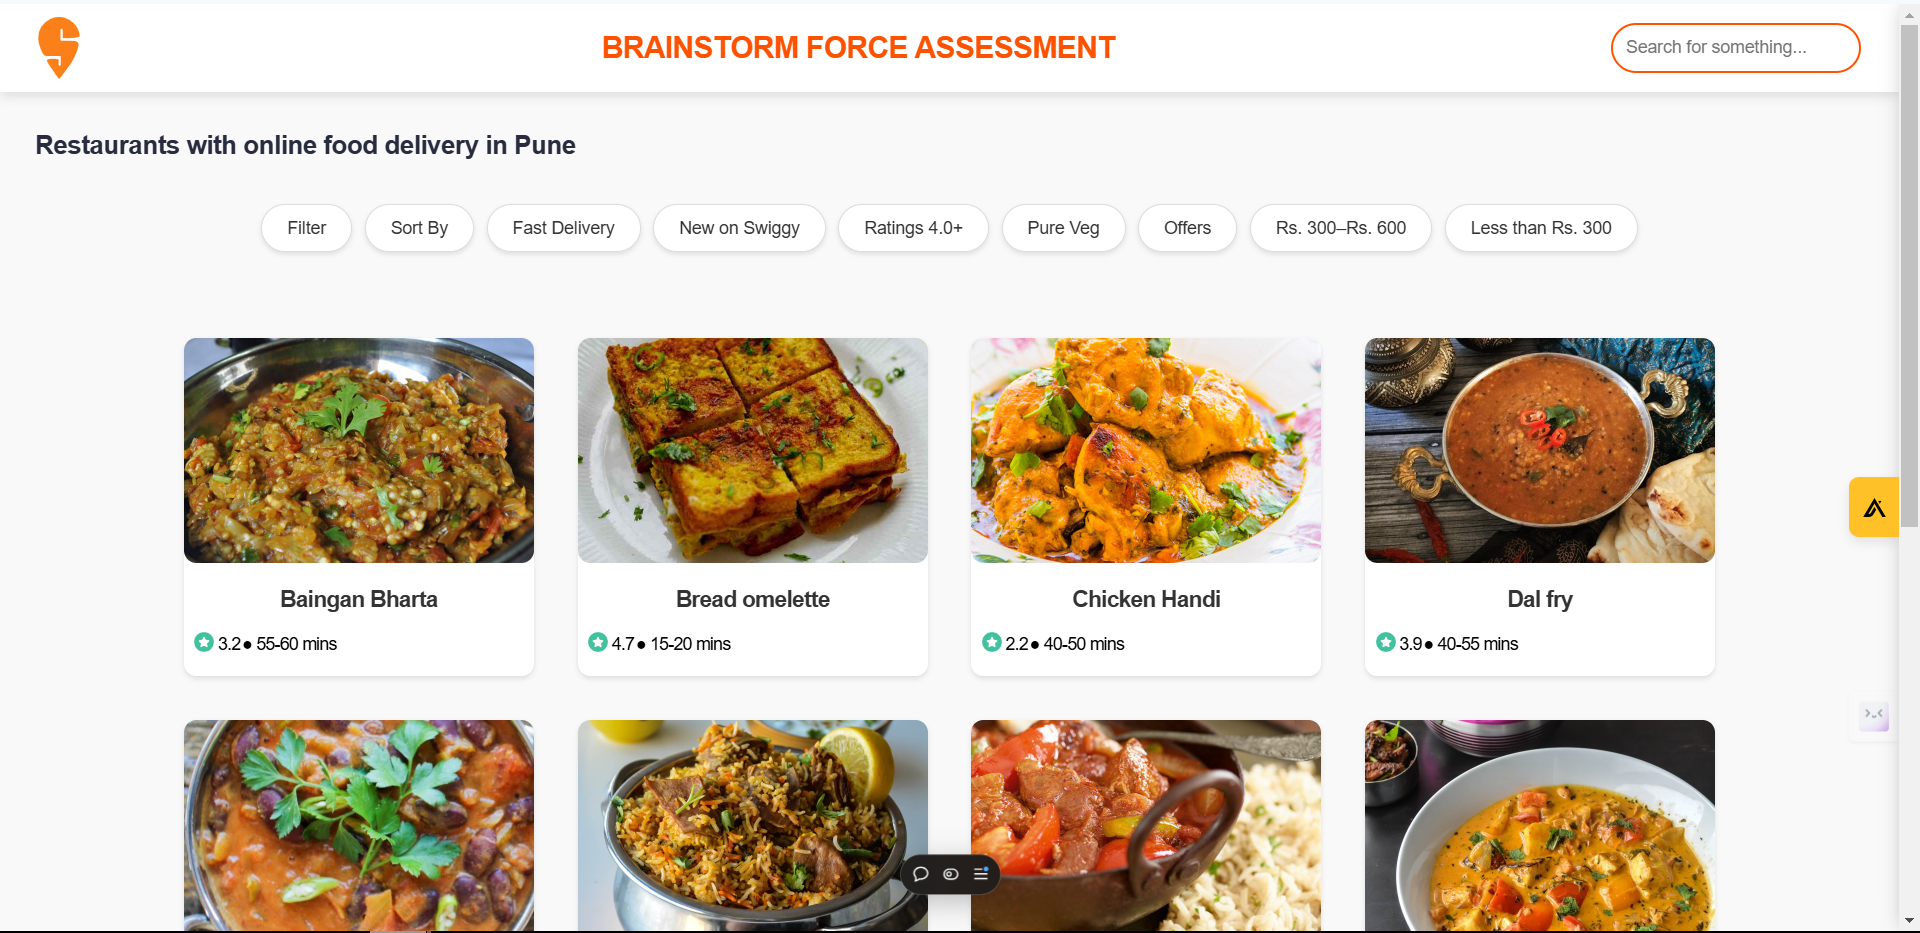 BRAINSTORM FORCE ASSESSMENT
Search for something...
Restaurants with online food delivery in Pune
Filter
Sort By
Fast Delivery
New on Swiggy
Ratings 4.0+
Pure Veg
Offers
Rs. 300–Rs. 600
Less than Rs. 300
Baingan Bharta
3.2● 55-60 mins
Bread omelette
4.7● 15-20 mins
Chicken Handi
2.2● 40-50 mins
Dal fry
3.9● 40-55 mins